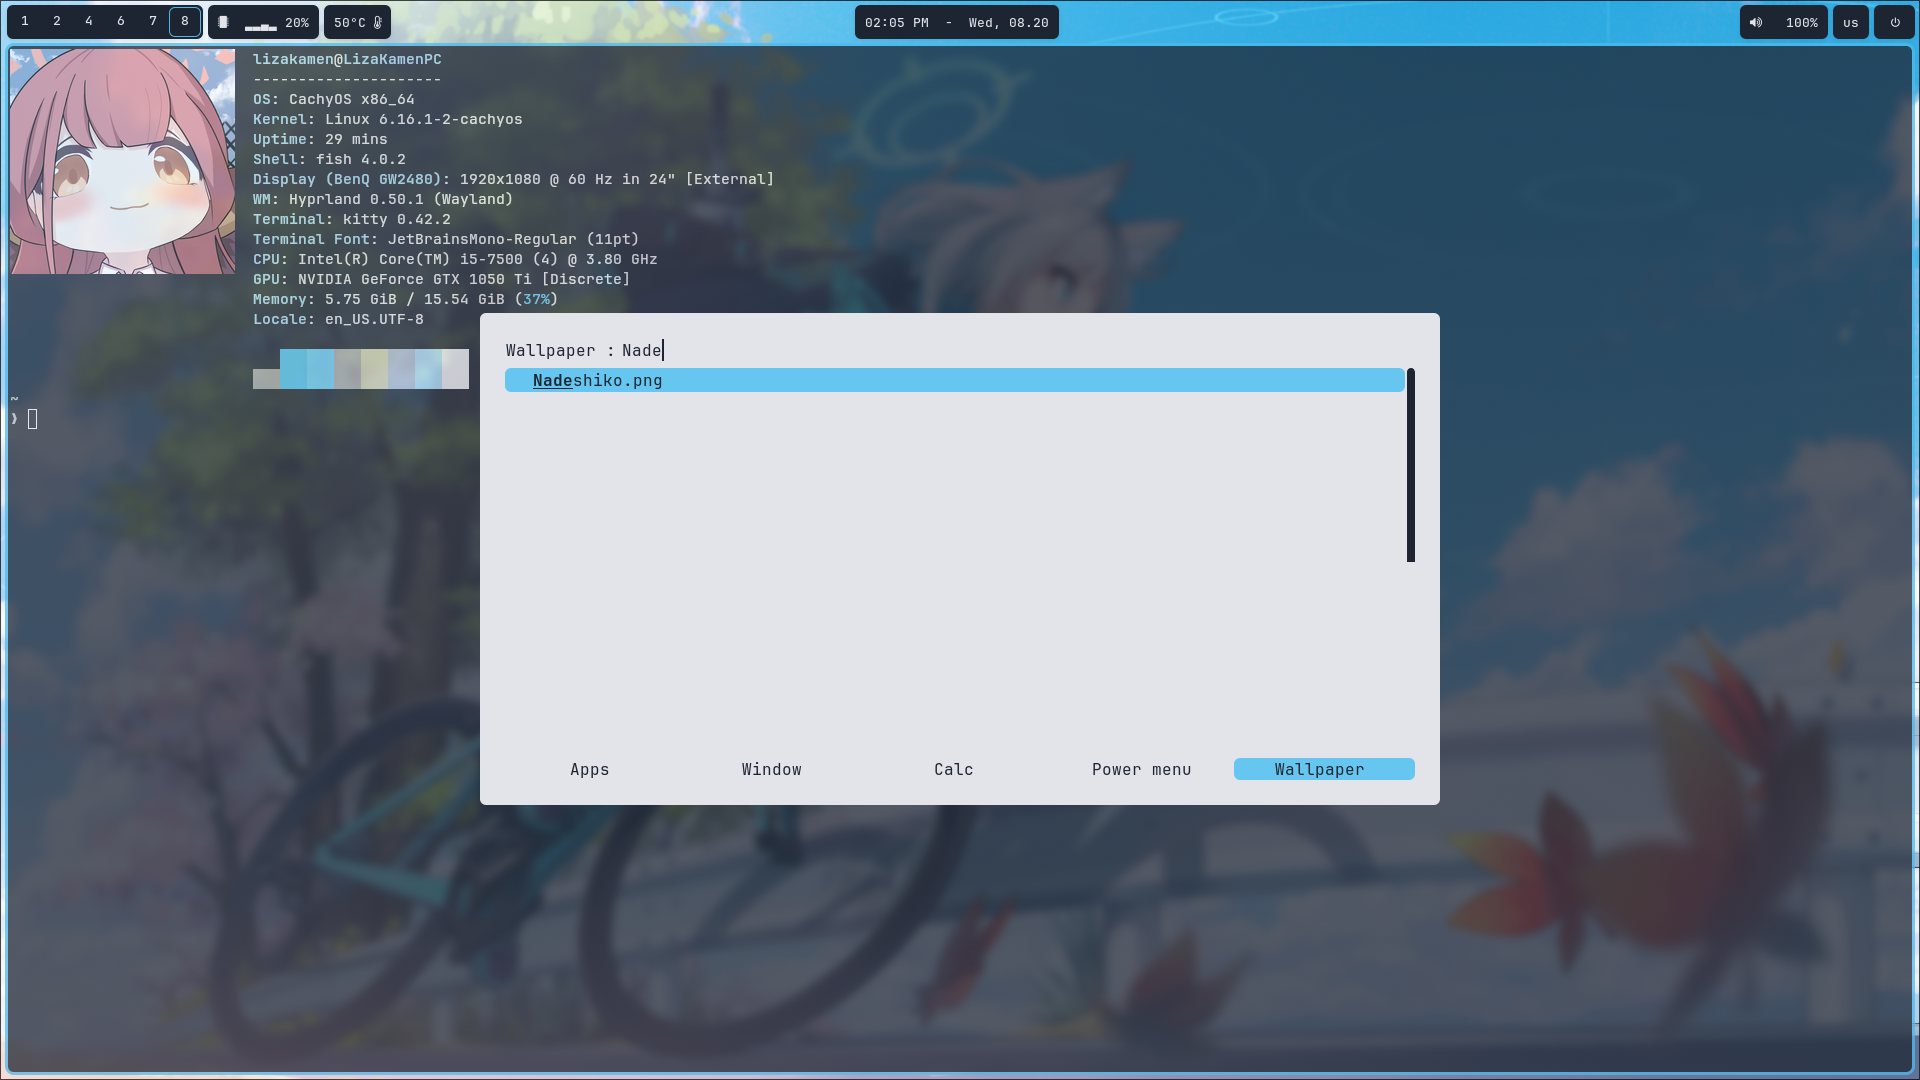 1 2 4 6 7 8 20% 50°C 02:05 PM - Wed, 08.20 100% us
lizakamen@LizaKamenPC
---------------------
OS: CachyOS x86_64
Kernel: Linux 6.16.1-2-cachyos
Uptime: 29 mins
Shell: fish 4.0.2
Display (BenQ GW2480): 1920x1080 @ 60 Hz in 24" [External]
WM: Hyprland 0.50.1 (Wayland)
Terminal: kitty 0.42.2
Terminal Font: JetBrainsMono-Regular (11pt)
CPU: Intel(R) Core(TM) i5-7500 (4) @ 3.80 GHz
GPU: NVIDIA GeForce GTX 1050 Ti [Discrete]
Memory: 5.75 GiB / 15.54 GiB (37%)
Locale: en_US.UTF-8
~
❯
Wallpaper : Nade
Nadeshiko.png
Apps Window Calc Power menu Wallpaper